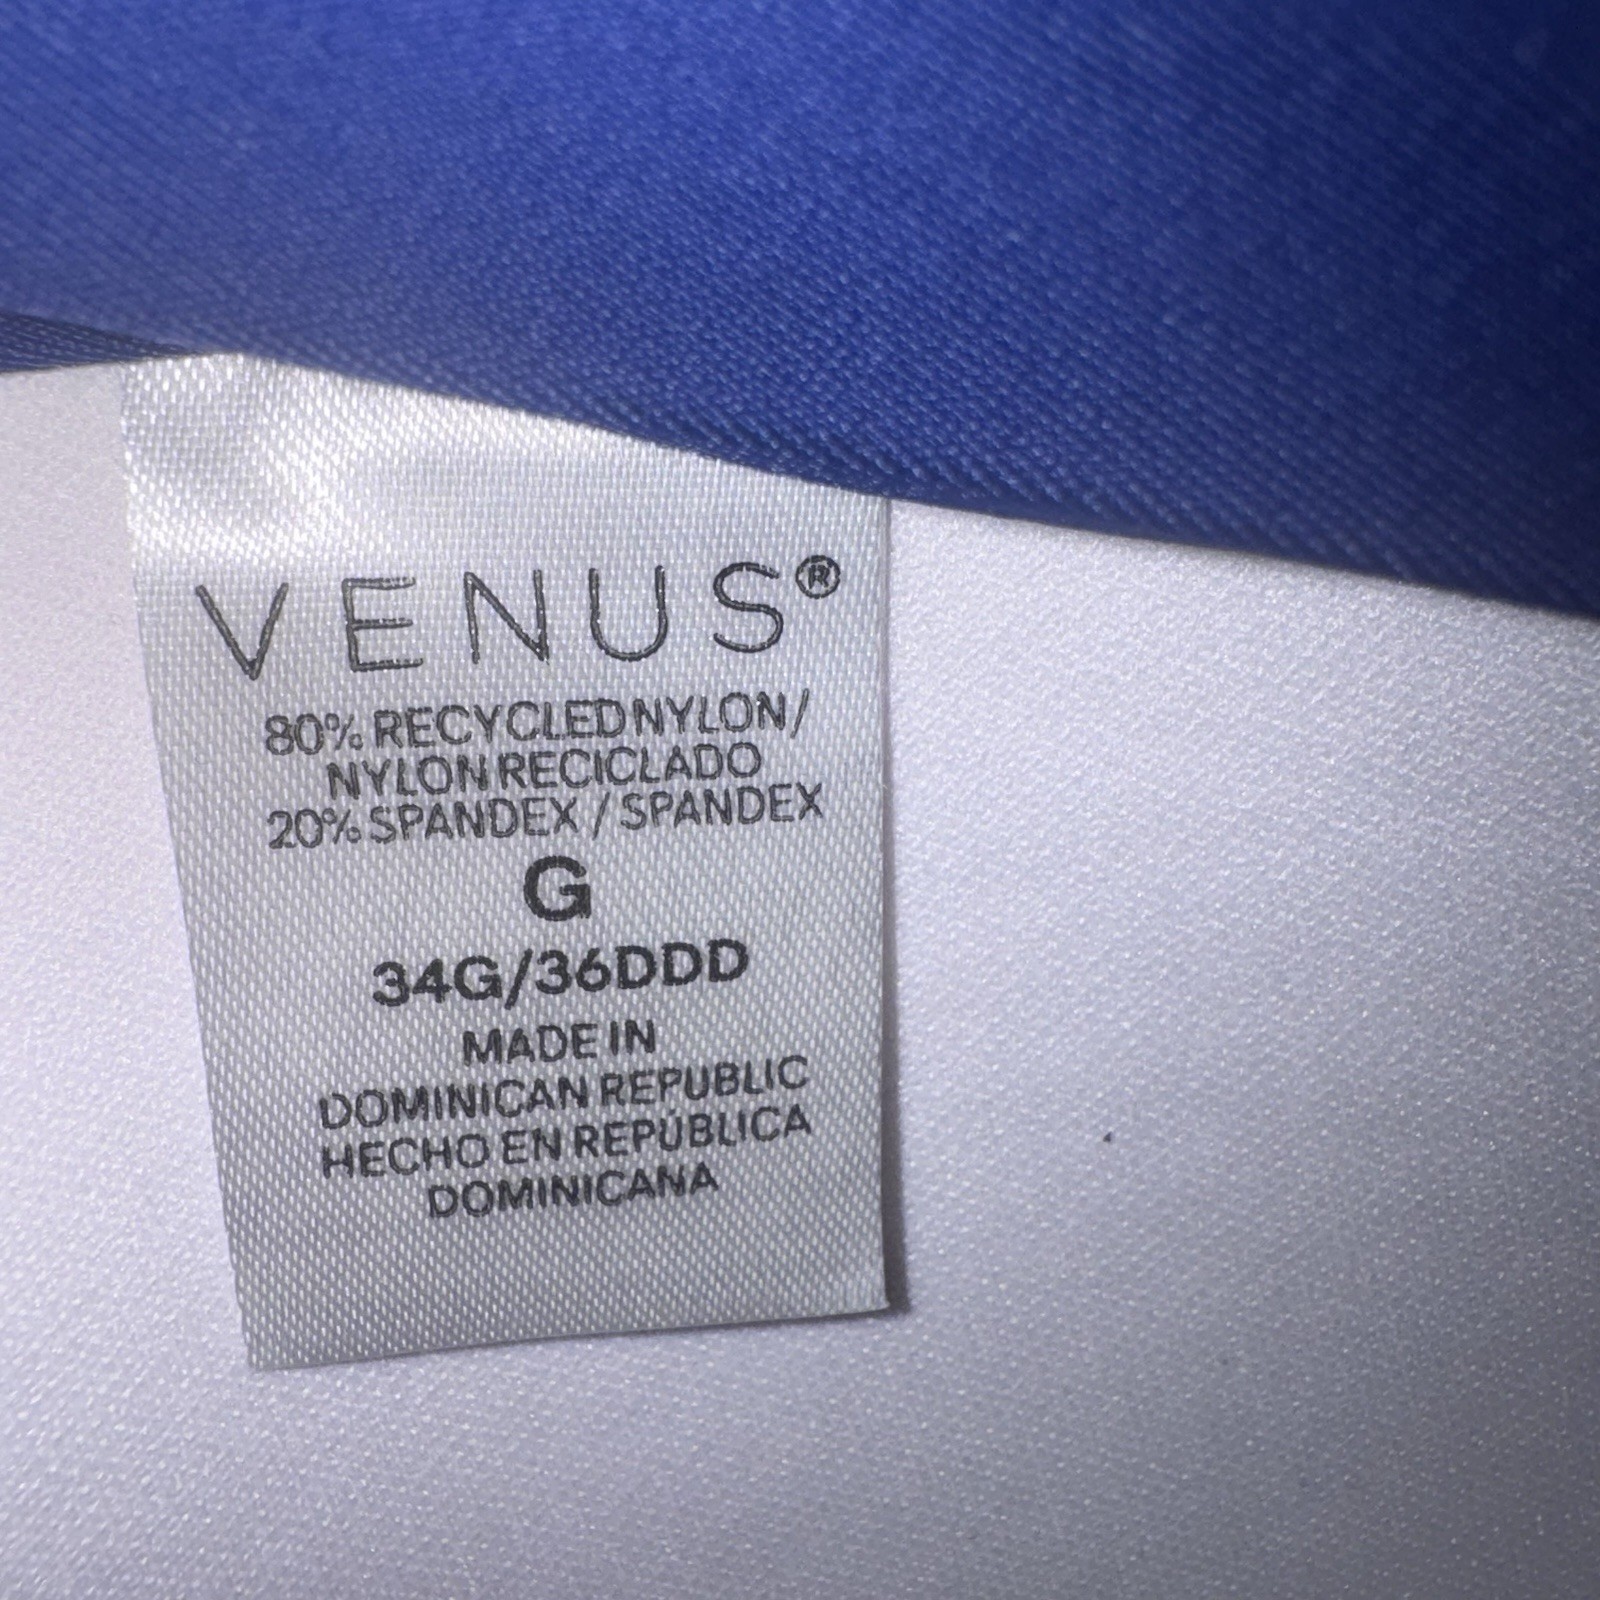 VENUS®
80% RECYCLED NYLON/
NYLON RECICLADO
20% SPANDEX / SPANDEX
G
34G/36DDD
MADE IN
DOMINICAN REPUBLIC
HECHO EN REPÚBLICA
DOMINICANA